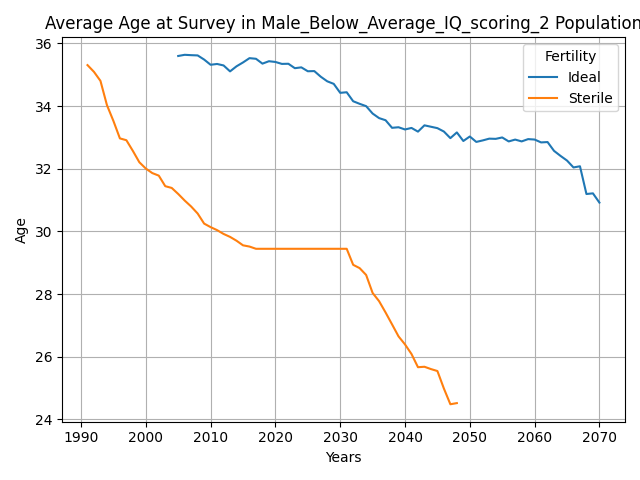 Average Age at Survey in Male_Below_Average_IQ_scoring_2 Population
Fertility
Ideal
Sterile
36
34
32
30
28
26
24
Age
1990 2000 2010 2020 2030 2040 2050 2060 2070
Years